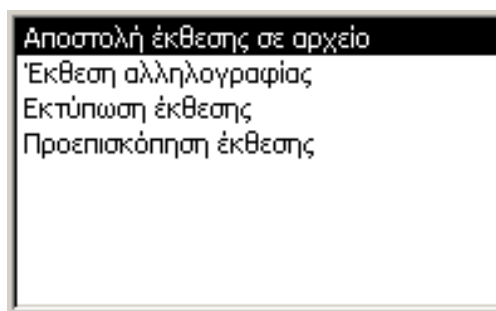 Αποστολή έκθεσης σε αρχείο
Έκθεση αλληλογραφίας
Εκτύπωση έκθεσης
Προεπισκόπηση έκθεσης